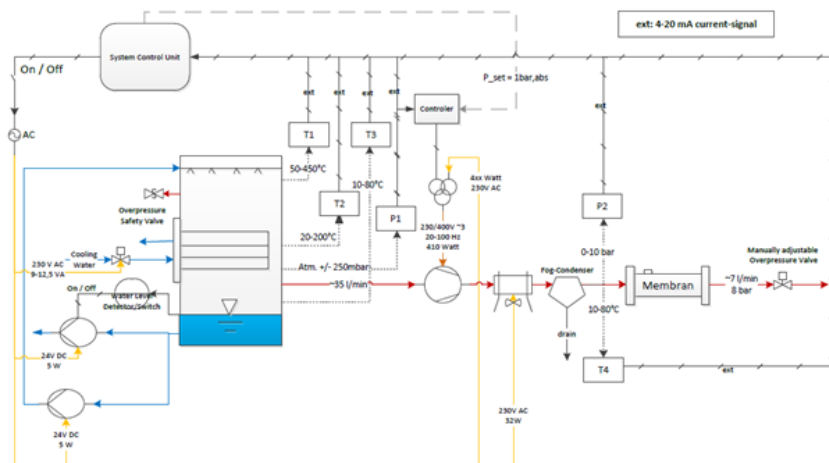 ext: 4-20 mA current-signal
System Control Unit
On / Off
P_set = 1bar,abs
ext
ext
ext
ext
ext
Controler
AC
T1
T3
50-450°C
10-80°C
4xx Watt
230V AC
Overpressure
Safety Valve
T2
P1
P2
20-200°C
230/400V ~3
20-100 Hz
410 Watt
Cooling
Water
230 V AC
9-12,5 VA
Atm. +/- 250mbar
0-10 bar
Manually adjustable
Overpressure Valve
Fog-Condenser
~35 l/min
Membran
~7 l/min
8 bar
On / Off
Water Level
Detector/Switch
10-80°C
drain
24V DC
5 W
T4
ext
230V AC
32W
24V DC
5 W